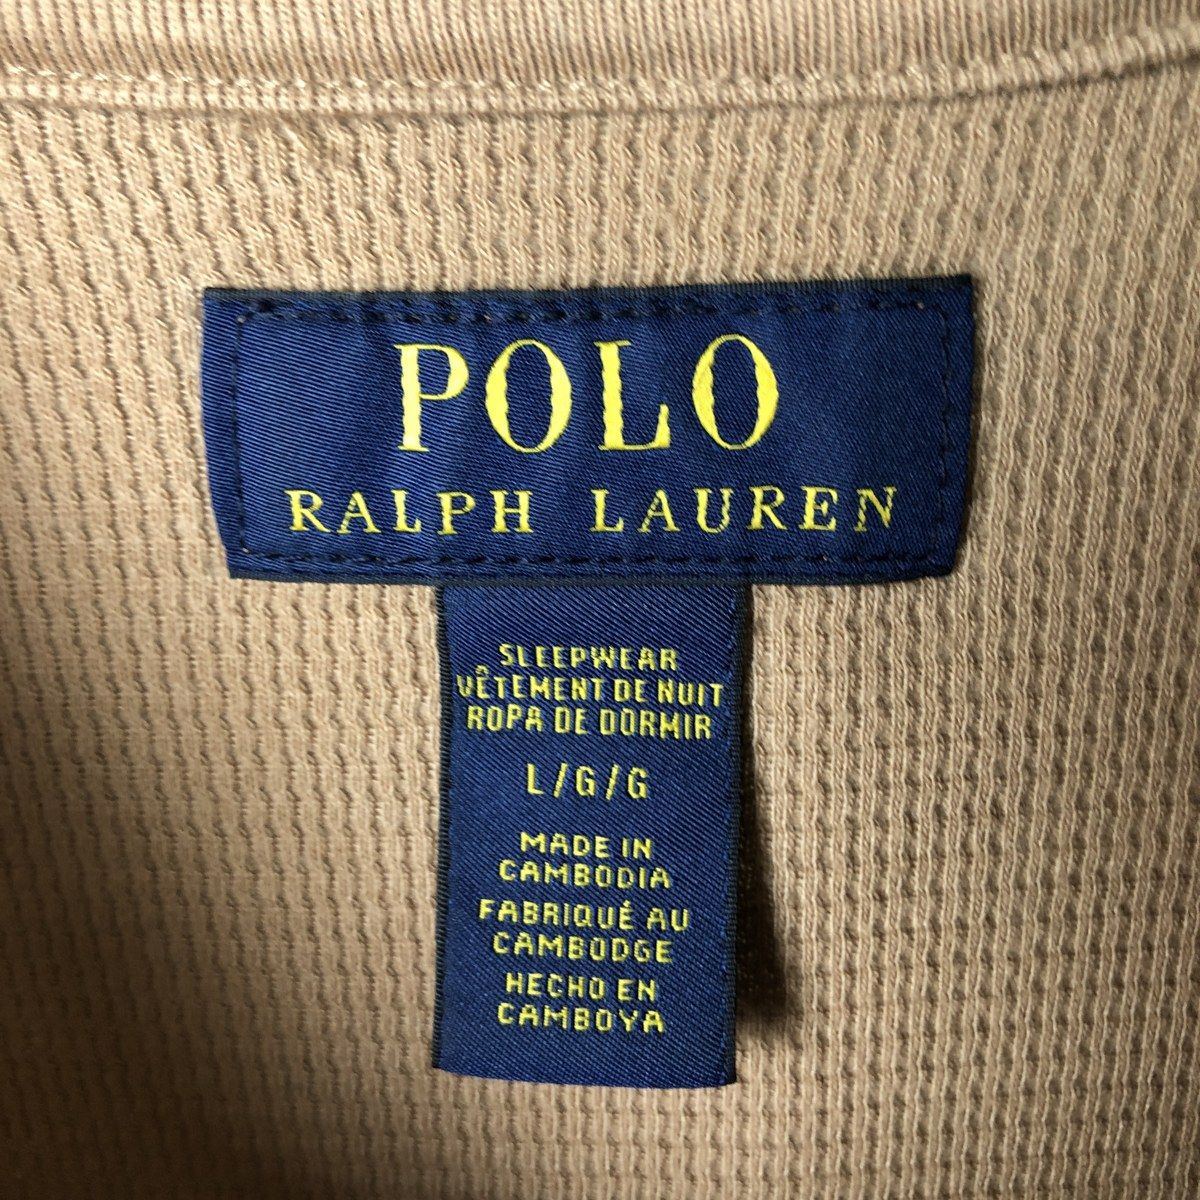 POLO
RALPH LAUREN
SLEEPWEAR
VÊTEMENT DE NUIT
ROPA DE DORMIR
L/G/G
MADE IN
CAMBODIA
FABRIQUÉ AU
CAMBODGE
HECHO EN
CAMBOYA